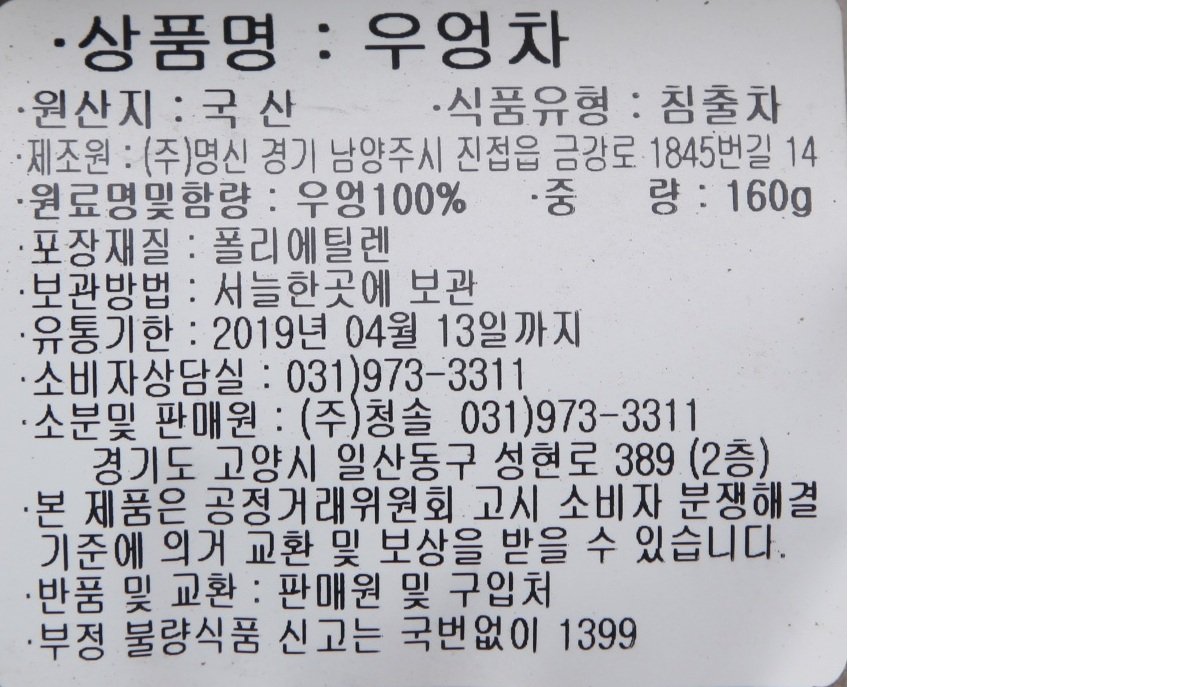 ·상품명 : 우엉차
·원산지 : 국 산 ·식품유형 : 침출차
·제조원 : (주)명신 경기 남양주시 진접읍 금강로 1845번길 14
·원료명및함량 : 우엉100% ·중 량 : 160g
·포장재질 : 폴리에틸렌
·보관방법 : 서늘한곳에 보관
·유통기한 : 2019년 04월 13일까지
·소비자상담실 : 031)973-3311
·소분및 판매원 : (주)청솔 031)973-3311
경기도 고양시 일산동구 성현로 389 (2층)
·본 제품은 공정거래위원회 고시 소비자 분쟁해결
기준에 의거 교환 및 보상을 받을 수 있습니다.
·반품 및 교환 : 판매원 및 구입처
·부정 불량식품 신고는 국번없이 1399